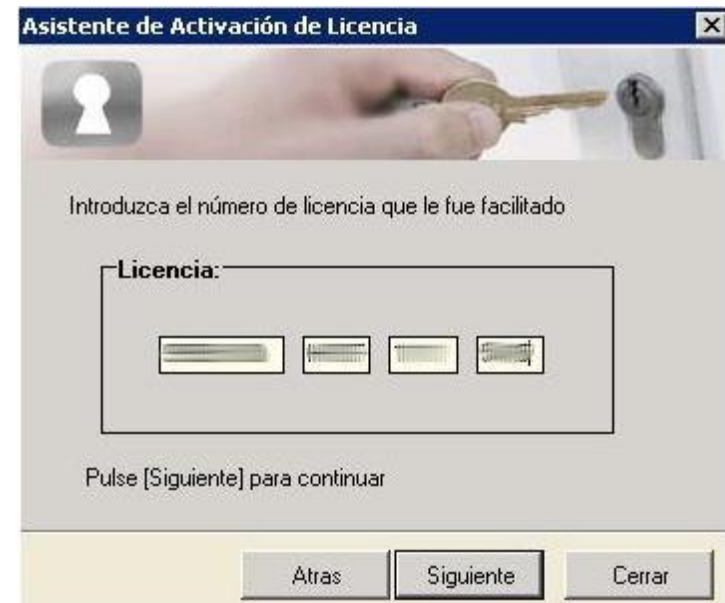 Asistente de Activación de Licencia
Introduzca el número de licencia que le fue facilitado
Licencia:
Pulse [Siguiente] para continuar
Atras Siguiente Cerrar